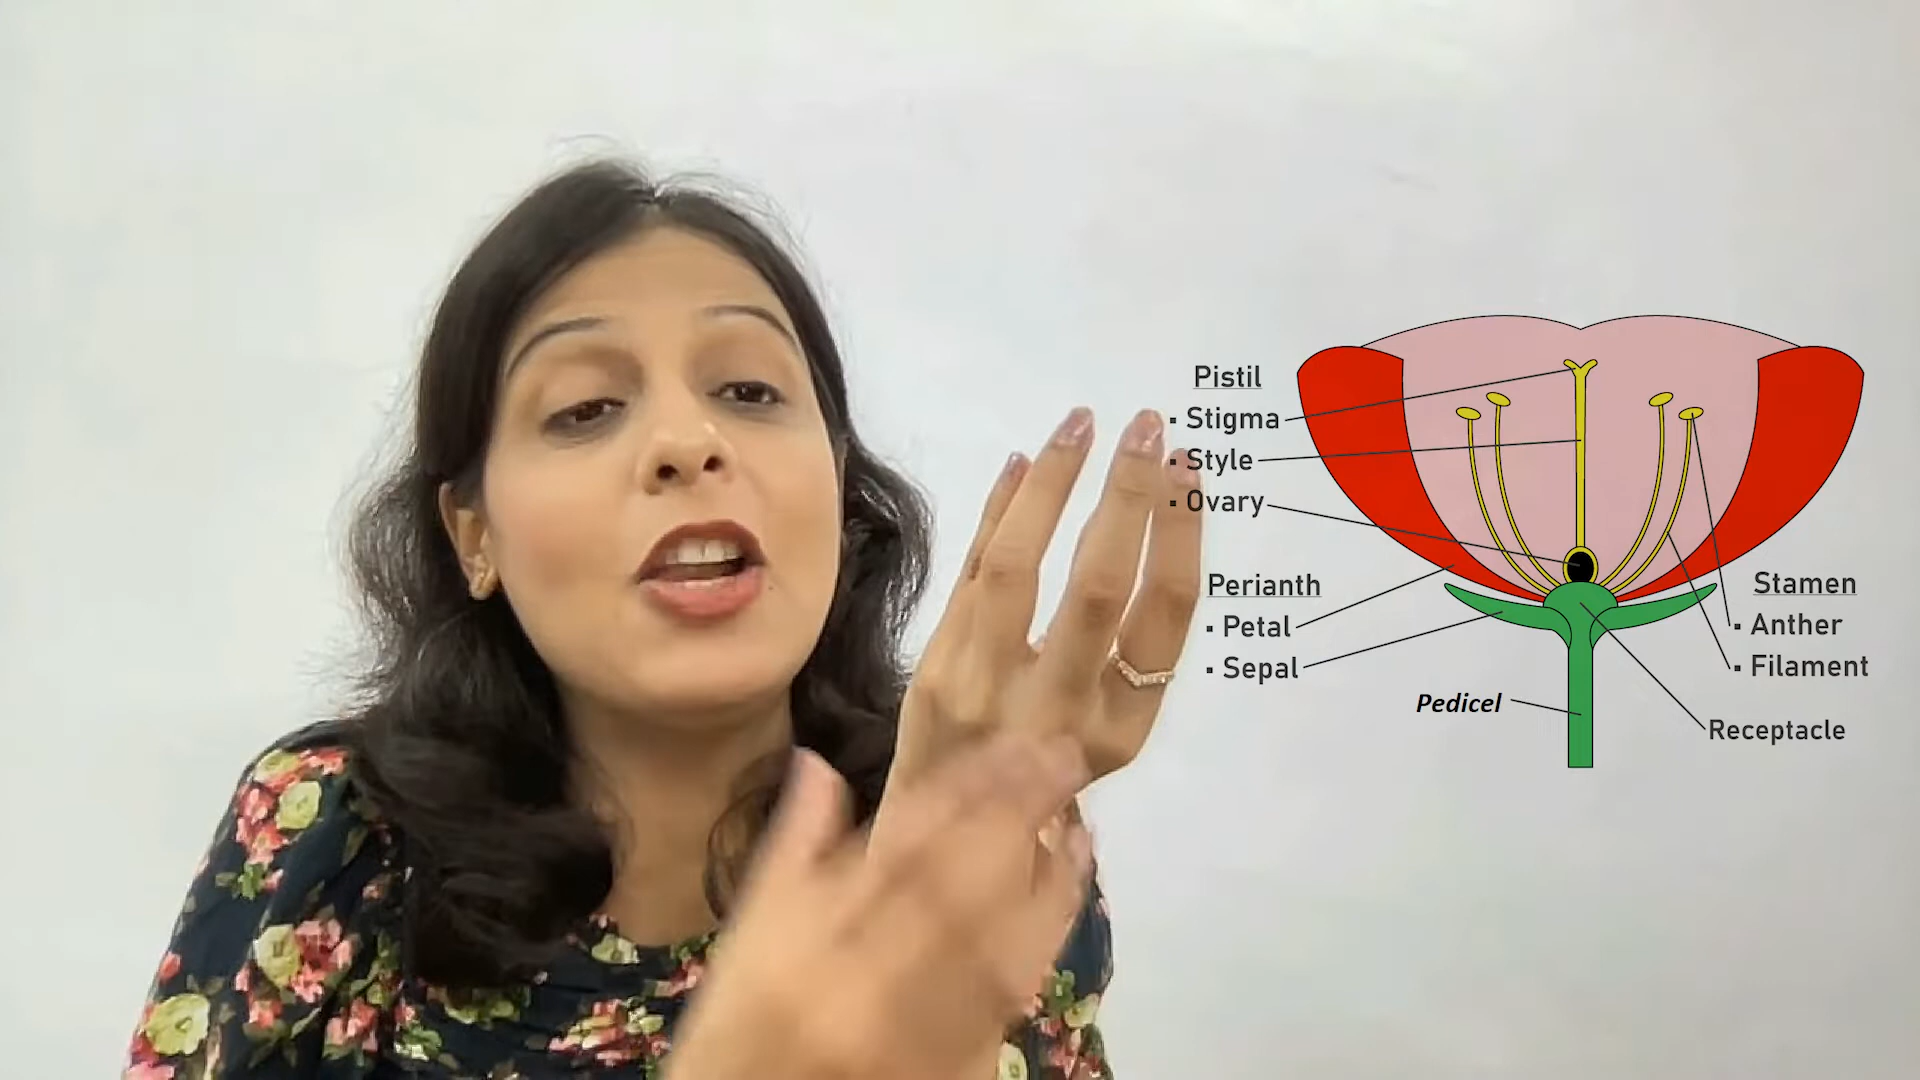 Pistil
▪ Stigma
▪ Style
▪ Ovary
Perianth
▪ Petal
▪ Sepal
Pedicel
Stamen
▪ Anther
▪ Filament
Receptacle